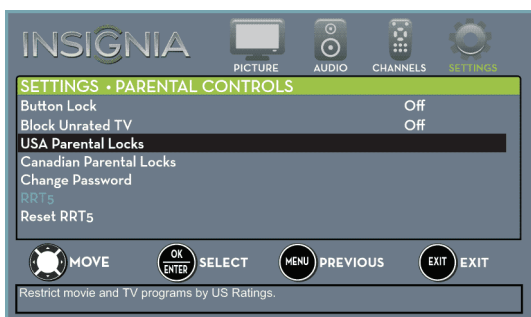 INSIGNIA
PICTURE AUDIO CHANNELS SETTINGS
SETTINGS • PARENTAL CONTROLS
Button Lock Off
Block Unrated TV Off
USA Parental Locks
Canadian Parental Locks
Change Password
RRT5
Reset RRT5
MOVE OK ENTER SELECT MENU PREVIOUS EXIT EXIT
Restrict movie and TV programs by US Ratings.